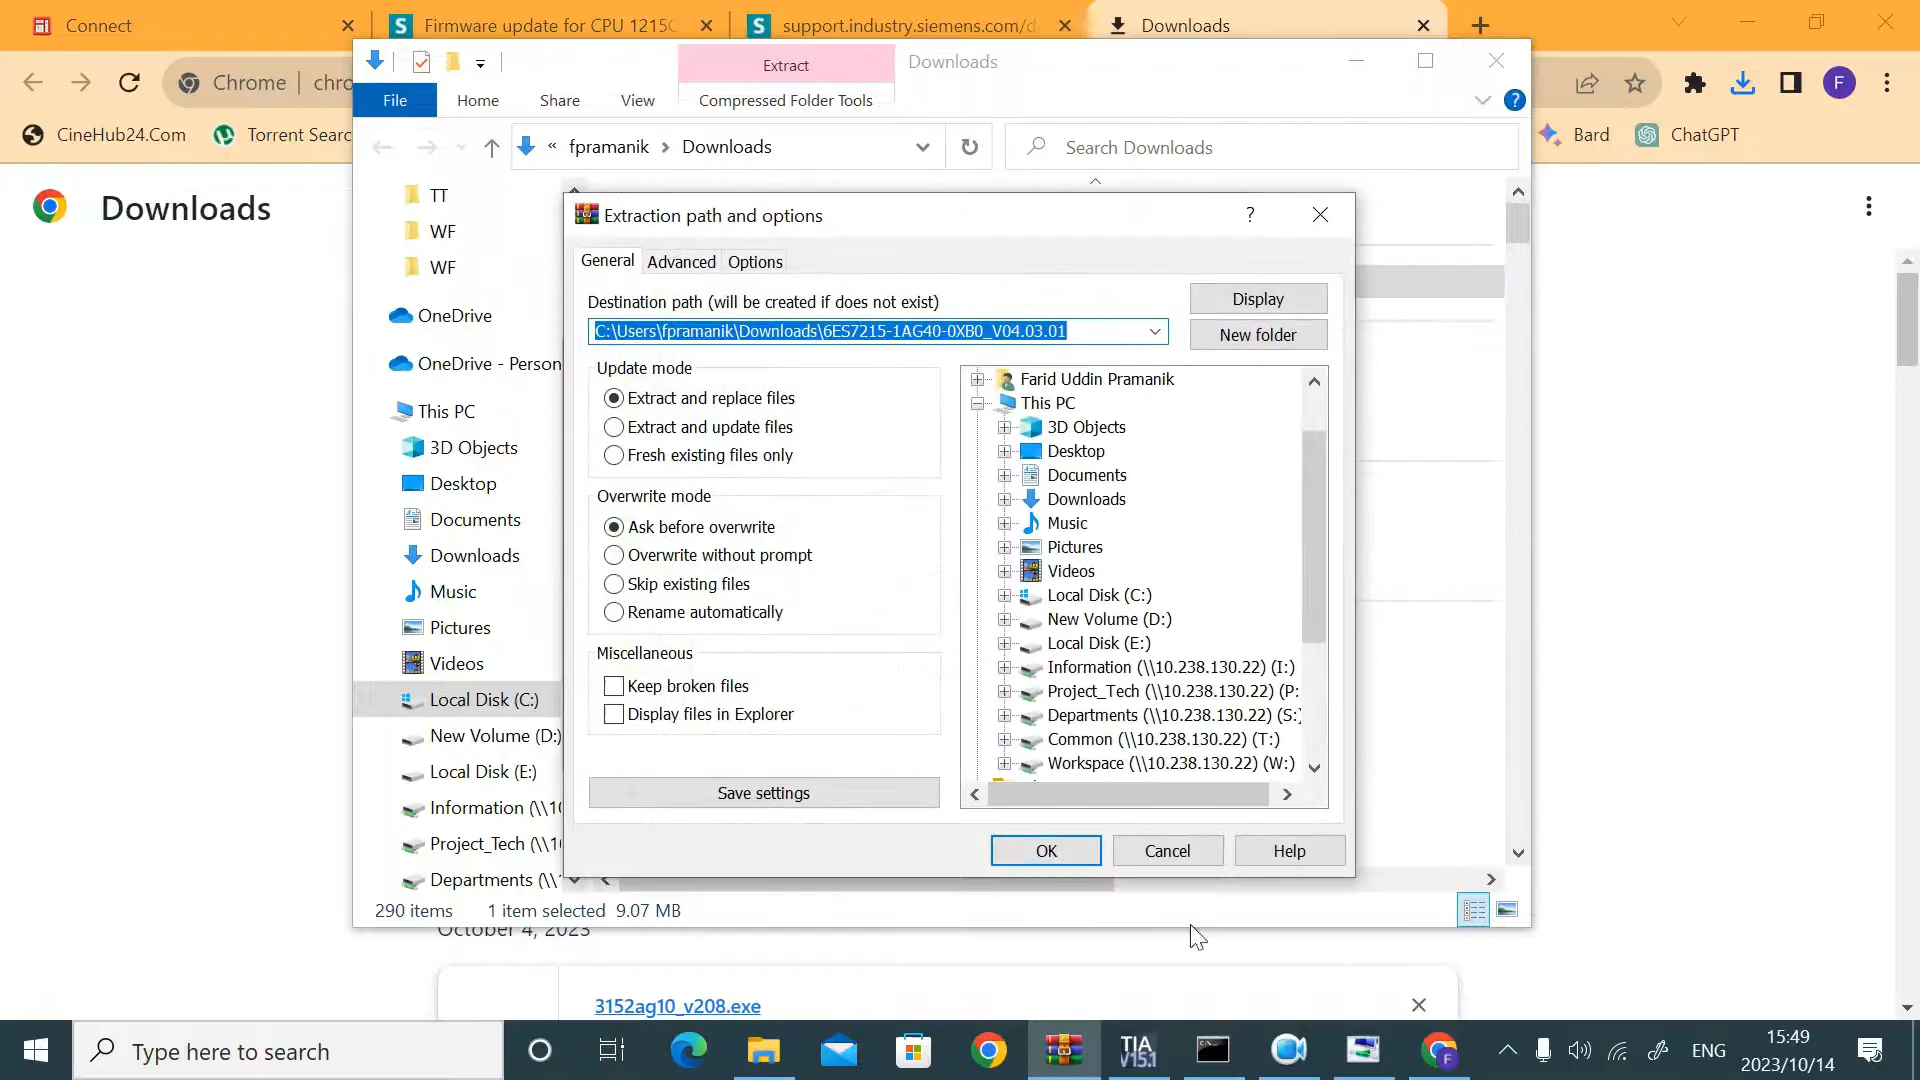 Connect
Firmware update for CPU 1215C
support.industry.siemens.com/d
Downloads
Chrome
chro
CineHub24.Com
Torrent Searc
Bard
ChatGPT
Downloads
Extract
Downloads
File
Home
Share
View
Compressed Folder Tools
« fpramanik > Downloads
Search Downloads
TT
WF
WF
OneDrive
OneDrive - Person
This PC
3D Objects
Desktop
Documents
Downloads
Music
Pictures
Videos
Local Disk (C:)
New Volume (D:)
Local Disk (E:)
Information (\\10
Project_Tech (\\1
Departments (\\
290 items
1 item selected 9.07 MB
Extraction path and options
?
General
Advanced
Options
Destination path (will be created if does not exist)
C:\Users\fpramanik\Downloads\6ES7215-1AG40-0XB0_V04.03.01
Display
New folder
Update mode
Extract and replace files
Extract and update files
Fresh existing files only
Overwrite mode
Ask before overwrite
Overwrite without prompt
Skip existing files
Rename automatically
Miscellaneous
Keep broken files
Display files in Explorer
Save settings
Farid Uddin Pramanik
This PC
3D Objects
Desktop
Documents
Downloads
Music
Pictures
Videos
Local Disk (C:)
New Volume (D:)
Local Disk (E:)
Information (\\10.238.130.22) (I:)
Project_Tech (\\10.238.130.22) (P:
Departments (\\10.238.130.22) (S:)
Common (\\10.238.130.22) (T:)
Workspace (\\10.238.130.22) (W:)
OK
Cancel
Help
October 4, 2023
3152ag10_v208.exe
Type here to search
TIA
V15.1
F
ENG
15:49
2023/10/14